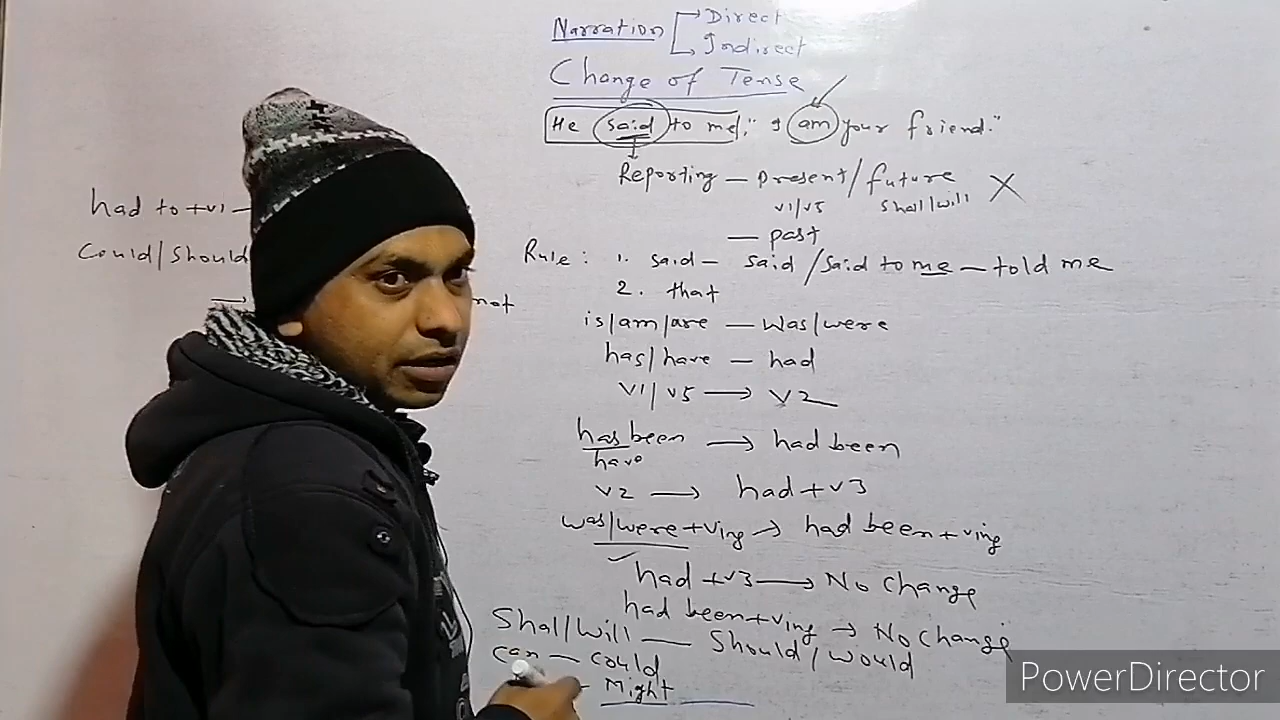 Narration Direct
Indirect
Change of Tense
He said to me," I am your friend."
Reporting – Present/future X
V1/V5 Shall/will
– past
had to +V1 –
Could/Should
not
Rule: 1. said – said/said to me – told me
2. that
is/am/are – was/were
has/have – had
V1/V5 → V2
has been → had been
have
V2 → had + V3
was/were + Ving → had been + Ving
had + V3 → No change
had been + Ving → No change
Shall/will – Should/would
Can – could
– Might
PowerDirector